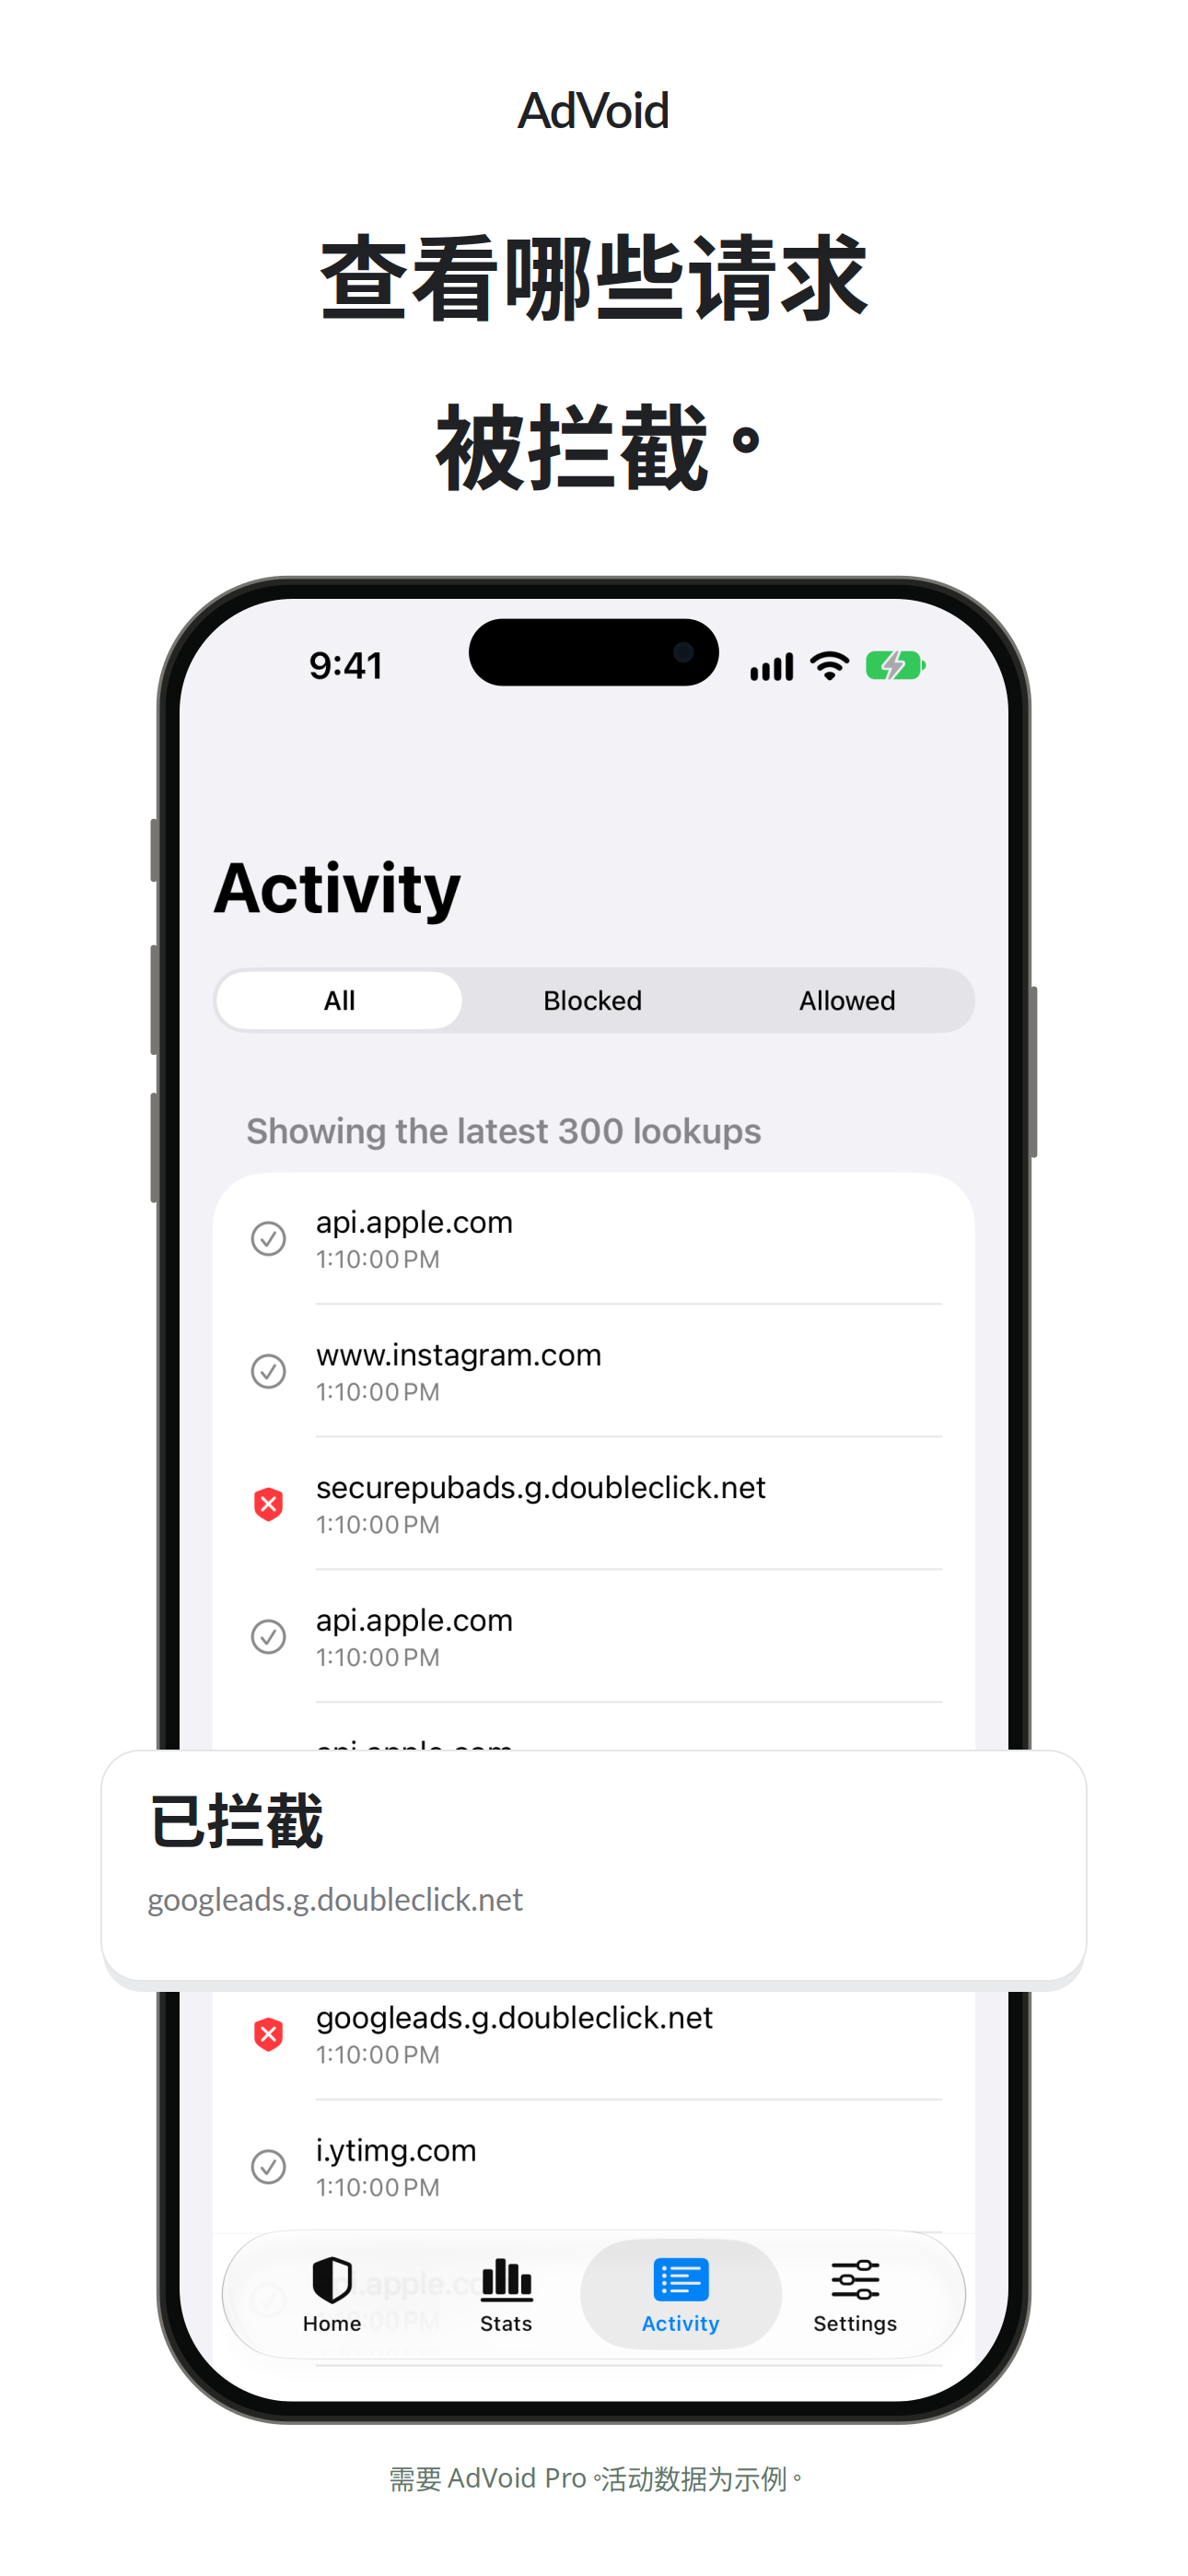 AdVoid
查看哪些请求
被拦截。
9:41
Activity
All Blocked Allowed
Showing the latest 300 lookups
api.apple.com
1:10:00 PM
www.instagram.com
1:10:00 PM
securepubads.g.doubleclick.net
1:10:00 PM
api.apple.com
1:10:00 PM
api.apple.com
已拦截
googleads.g.doubleclick.net
googleads.g.doubleclick.net
1:10:00 PM
i.ytimg.com
1:10:00 PM
Home Stats Activity Settings
需要 AdVoid Pro。活动数据为示例。